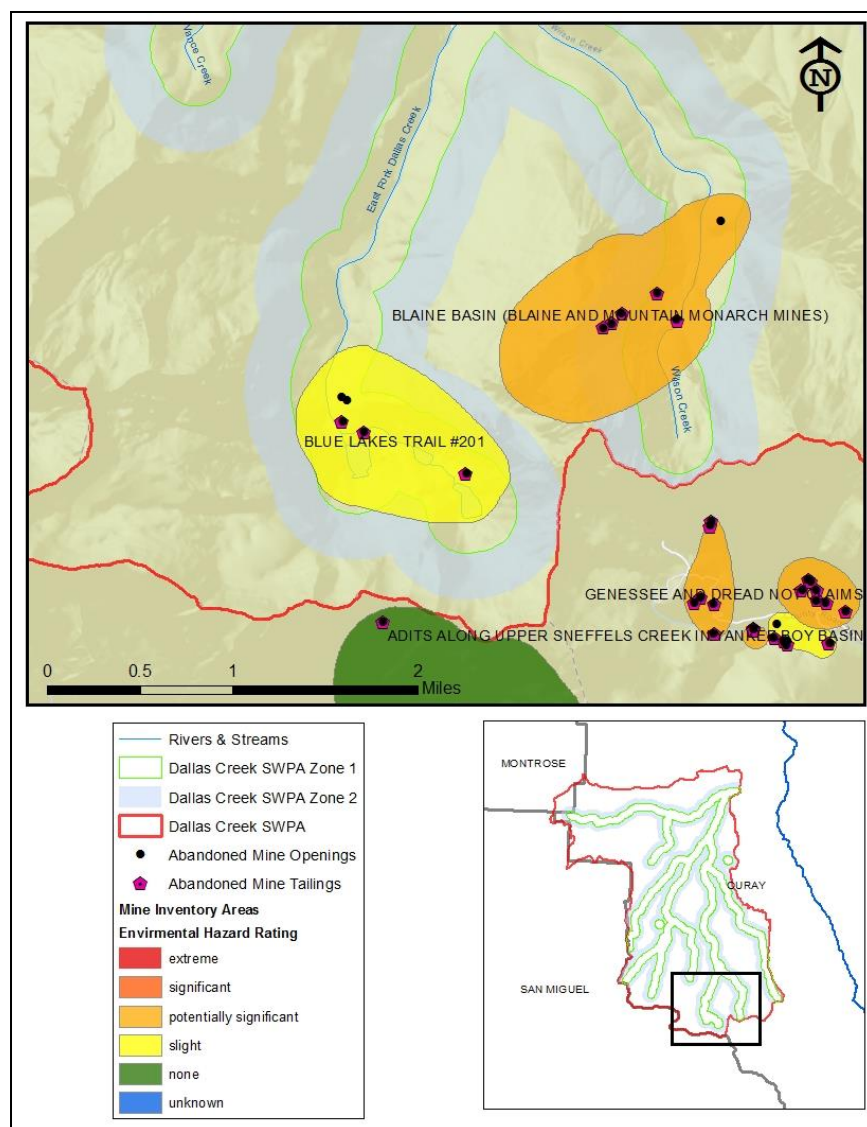 Vance Creek
Wilson Creek
N
East Fork Dallas Creek
BLAINE BASIN (BLAINE AND MOUNTAIN MONARCH MINES)
Wilson Creek
BLUE LAKES TRAIL #201
GENESSEE AND DREAD NOT CLAIMS
ADITS ALONG UPPER SNEFFELS CREEK IN YANKEE BOY BASIN
0 0.5 1 2
Miles
Rivers & Streams
Dallas Creek SWPA Zone 1
Dallas Creek SWPA Zone 2
Dallas Creek SWPA
Abandoned Mine Openings
Abandoned Mine Tailings
Mine Inventory Areas
Envirmental Hazard Rating
extreme
significant
potentially significant
slight
none
unknown
MONTROSE
OURAY
SAN MIGUEL